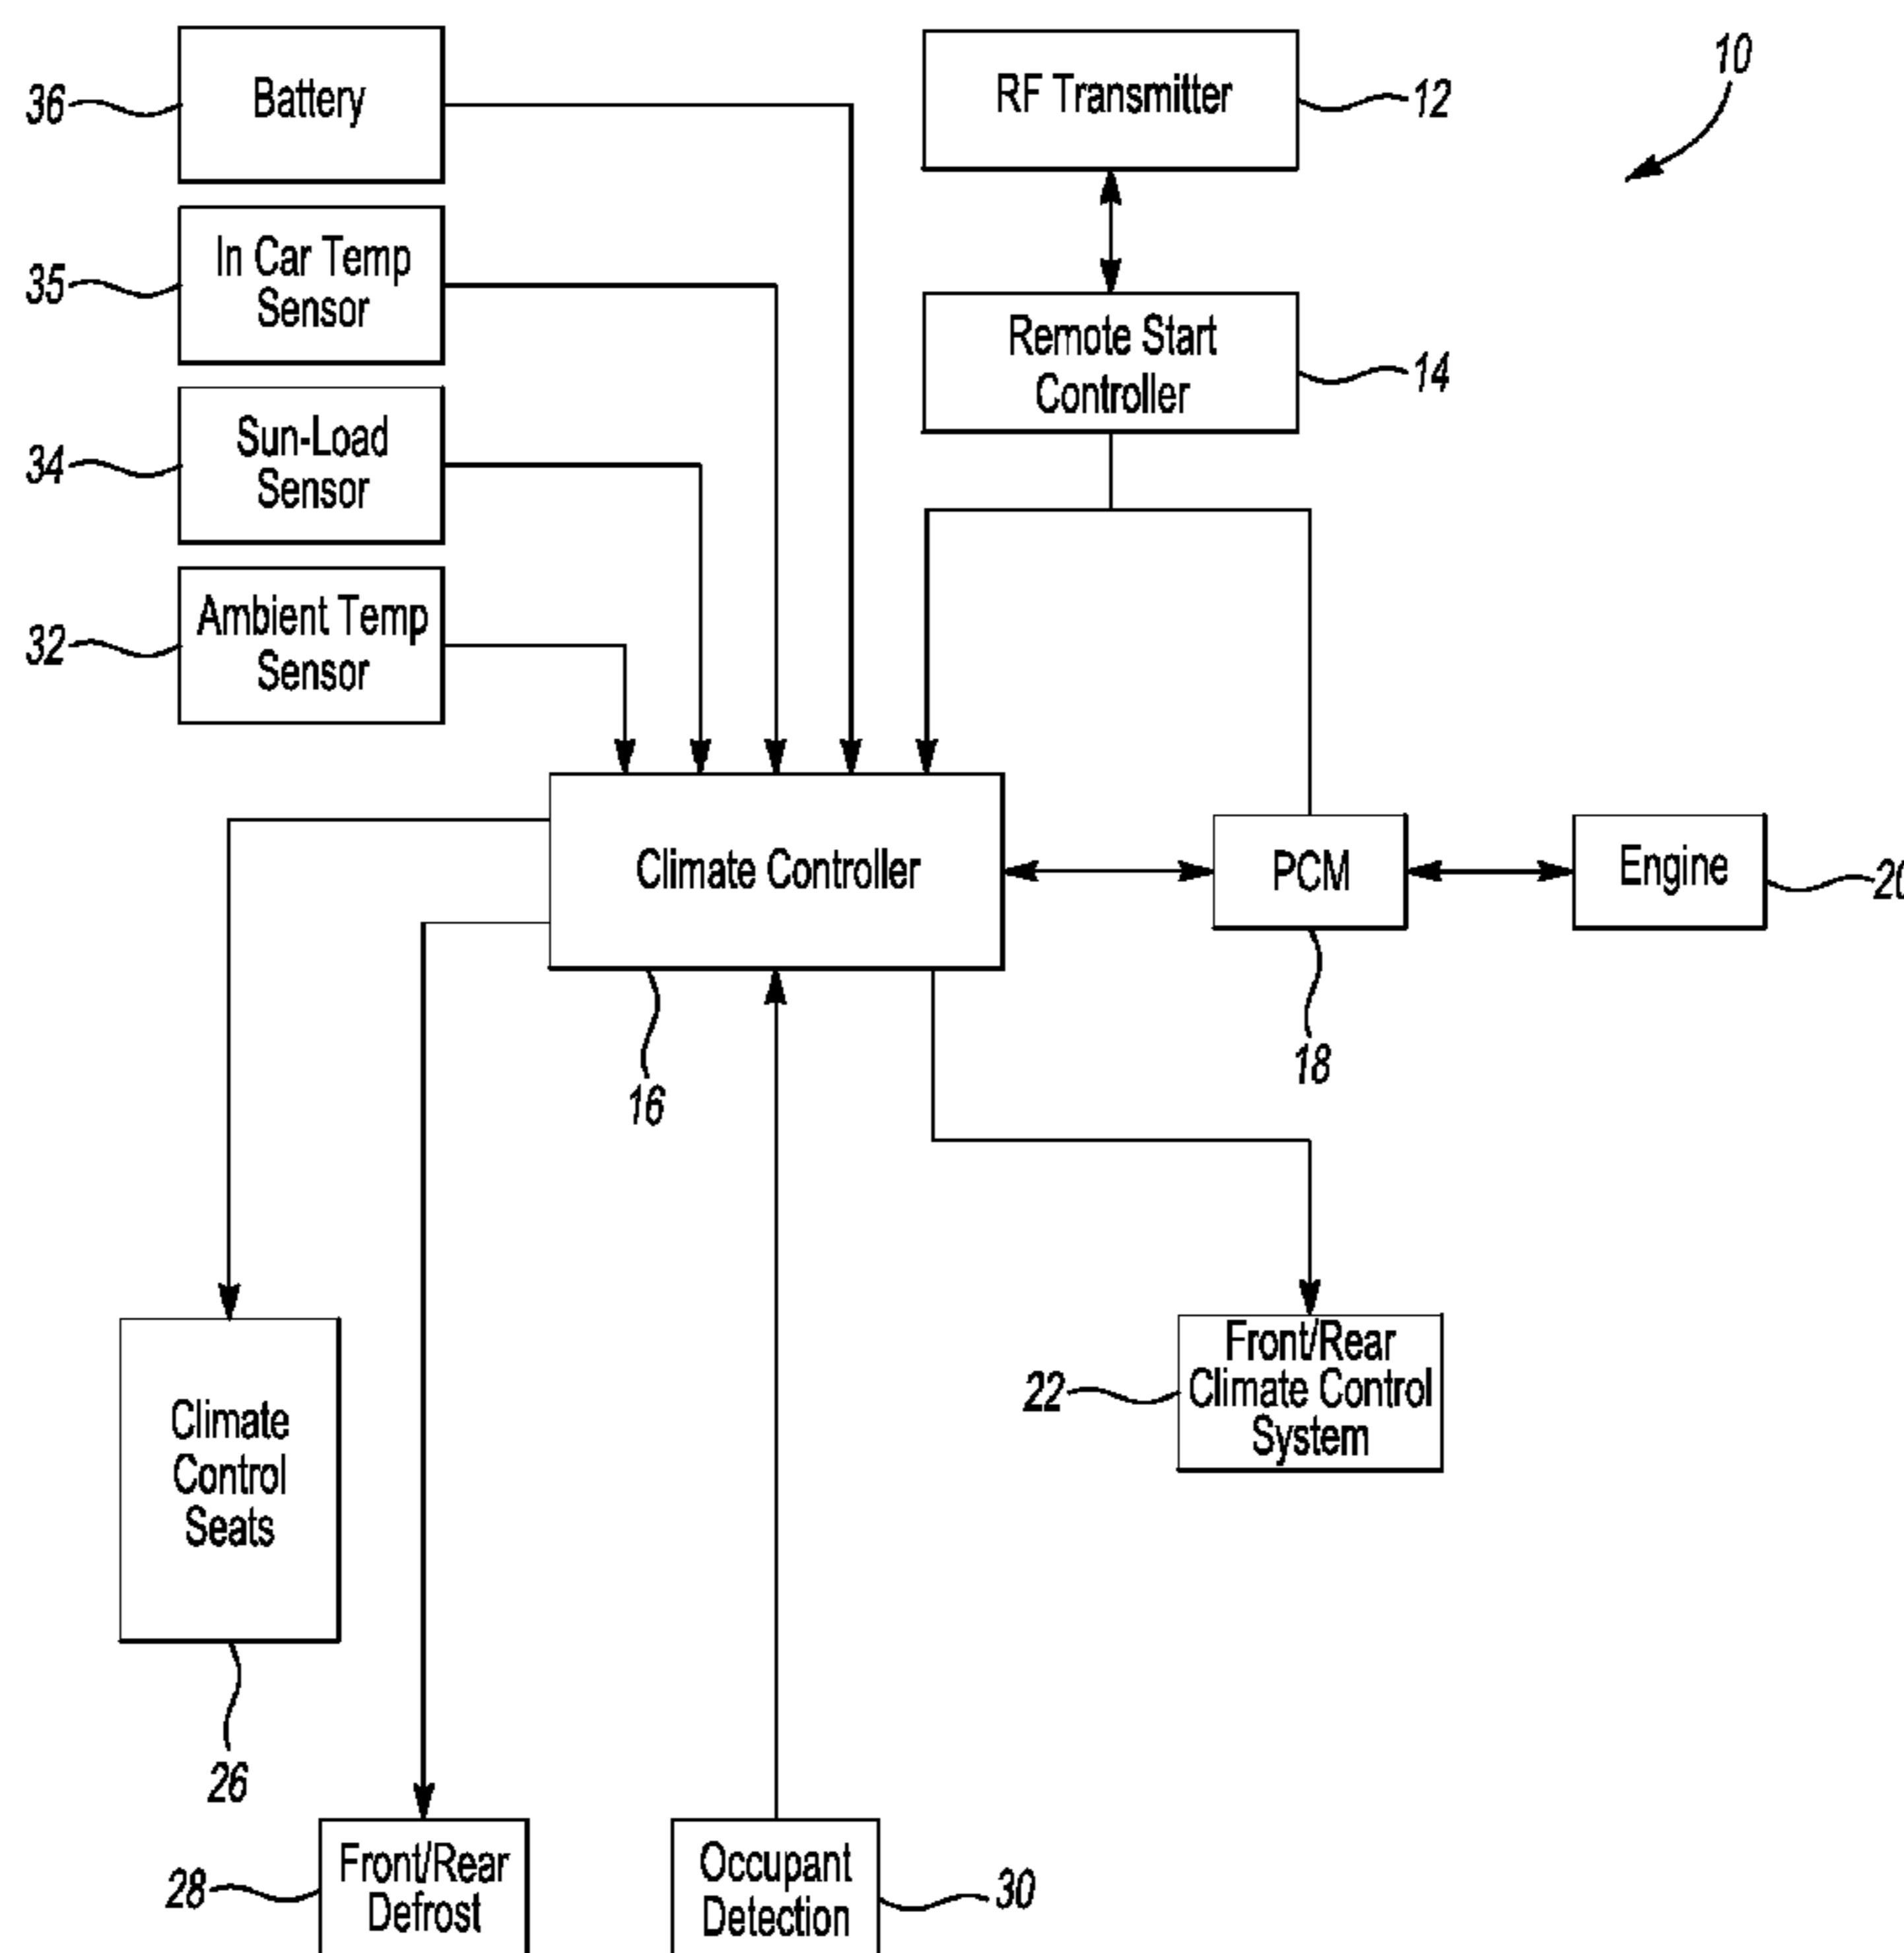 36
Battery
RF Transmitter
12
10
35
In Car Temp
Sensor
Remote Start
Controller
14
34
Sun-Load
Sensor
32
Ambient Temp
Sensor
Climate Controller
PCM
Engine
20
16
18
22
Front/Rear
Climate Control
System
Climate
Control
Seats
26
28
Front/Rear
Defrost
Occupant
Detection
30